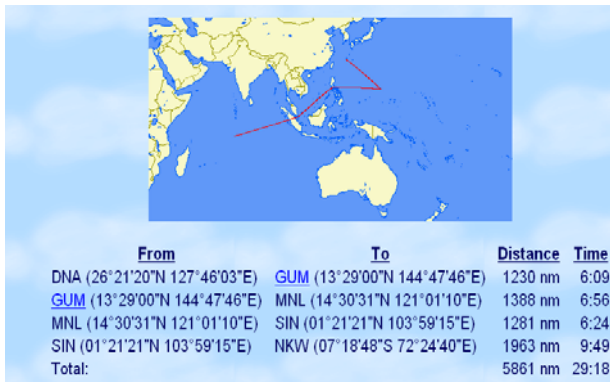 From To Distance Time
DNA (26°21'20"N 127°46'03"E) GUM (13°29'00"N 144°47'46"E) 1230 nm 6:09
GUM (13°29'00"N 144°47'46"E) MNL (14°30'31"N 121°01'10"E) 1388 nm 6:56
MNL (14°30'31"N 121°01'10"E) SIN (01°21'21"N 103°59'15"E) 1281 nm 6:24
SIN (01°21'21"N 103°59'15"E) NKW (07°18'48"S 72°24'40"E) 1963 nm 9:49
Total: 5861 nm 29:18